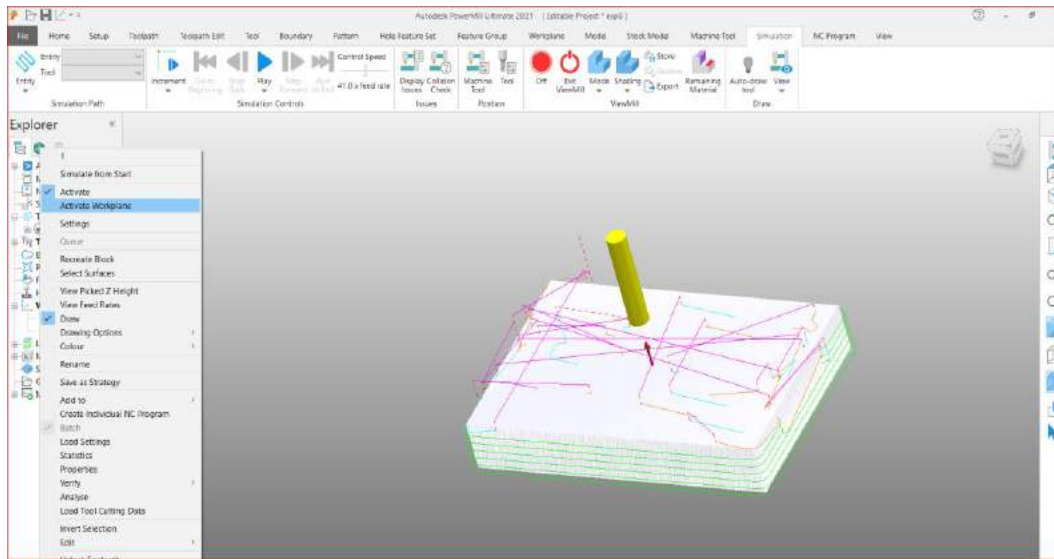 Autodesk PowerMill Ultimate 2021 - [Editable Project * exp8 ]
File Home Setup Toolpath Toolpath Edit Tool Boundary Pattern Hole Feature Set Feature Group Workplane Model Stock Model Machine Tool Simulation NC Program View
Entity
Tool
Entity
Increment
Play
Control Speed
41.0 x feed rate
Display Issues
Collision Check
Machine Tool
Tool
Off
Exit ViewMill
Mode
Shading
Store
Export
Remaining Material
Auto-draw tool
View
Simulation Path Simulation Controls Issues Position ViewMill Draw
Explorer
1
Simulate from Start
Activate
Activate Workplane
Settings
Queue
Recreate Block
Select Surfaces
View Picked Z Height
View Feed Rates
Draw
Drawing Options
Colour
Rename
Save as Strategy
Add to
Create Individual NC Program
Batch
Load Settings
Statistics
Properties
Verify
Analyse
Load Tool Cutting Data
Invert Selection
Edit